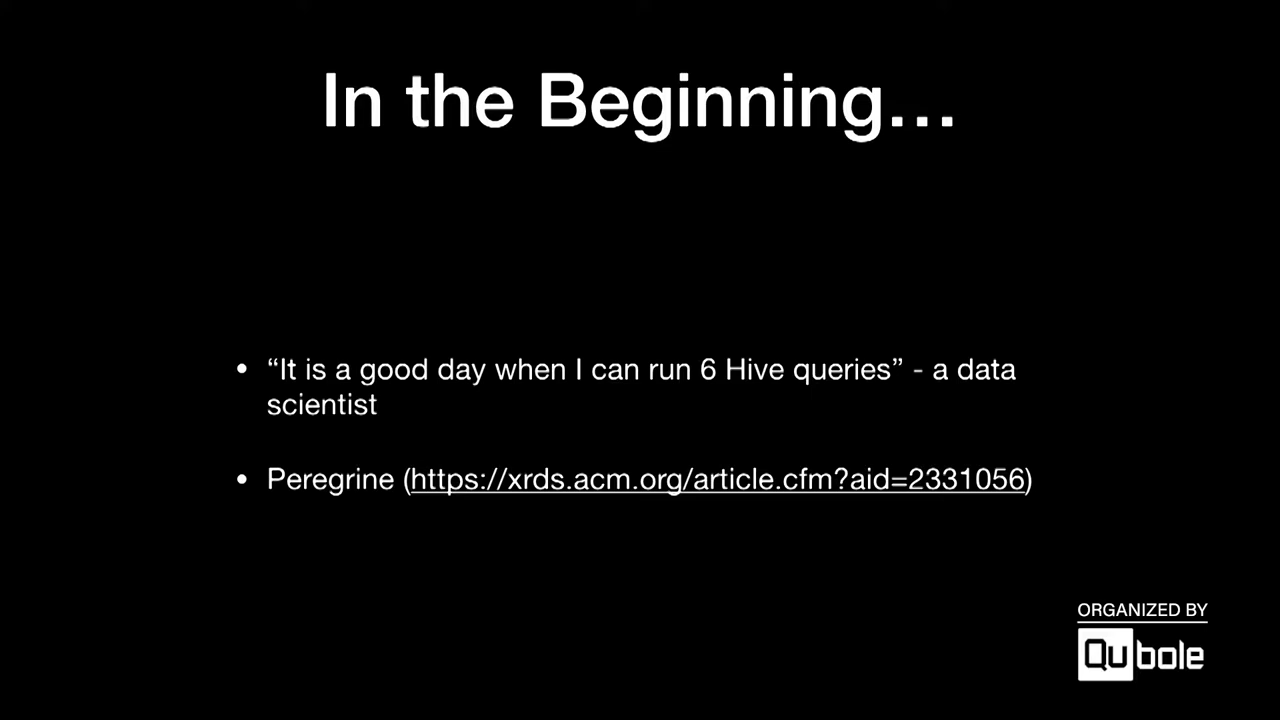 In the Beginning…
• “It is a good day when I can run 6 Hive queries” - a data
scientist
• Peregrine (https://xrds.acm.org/article.cfm?aid=2331056)
ORGANIZED BY
Qubole